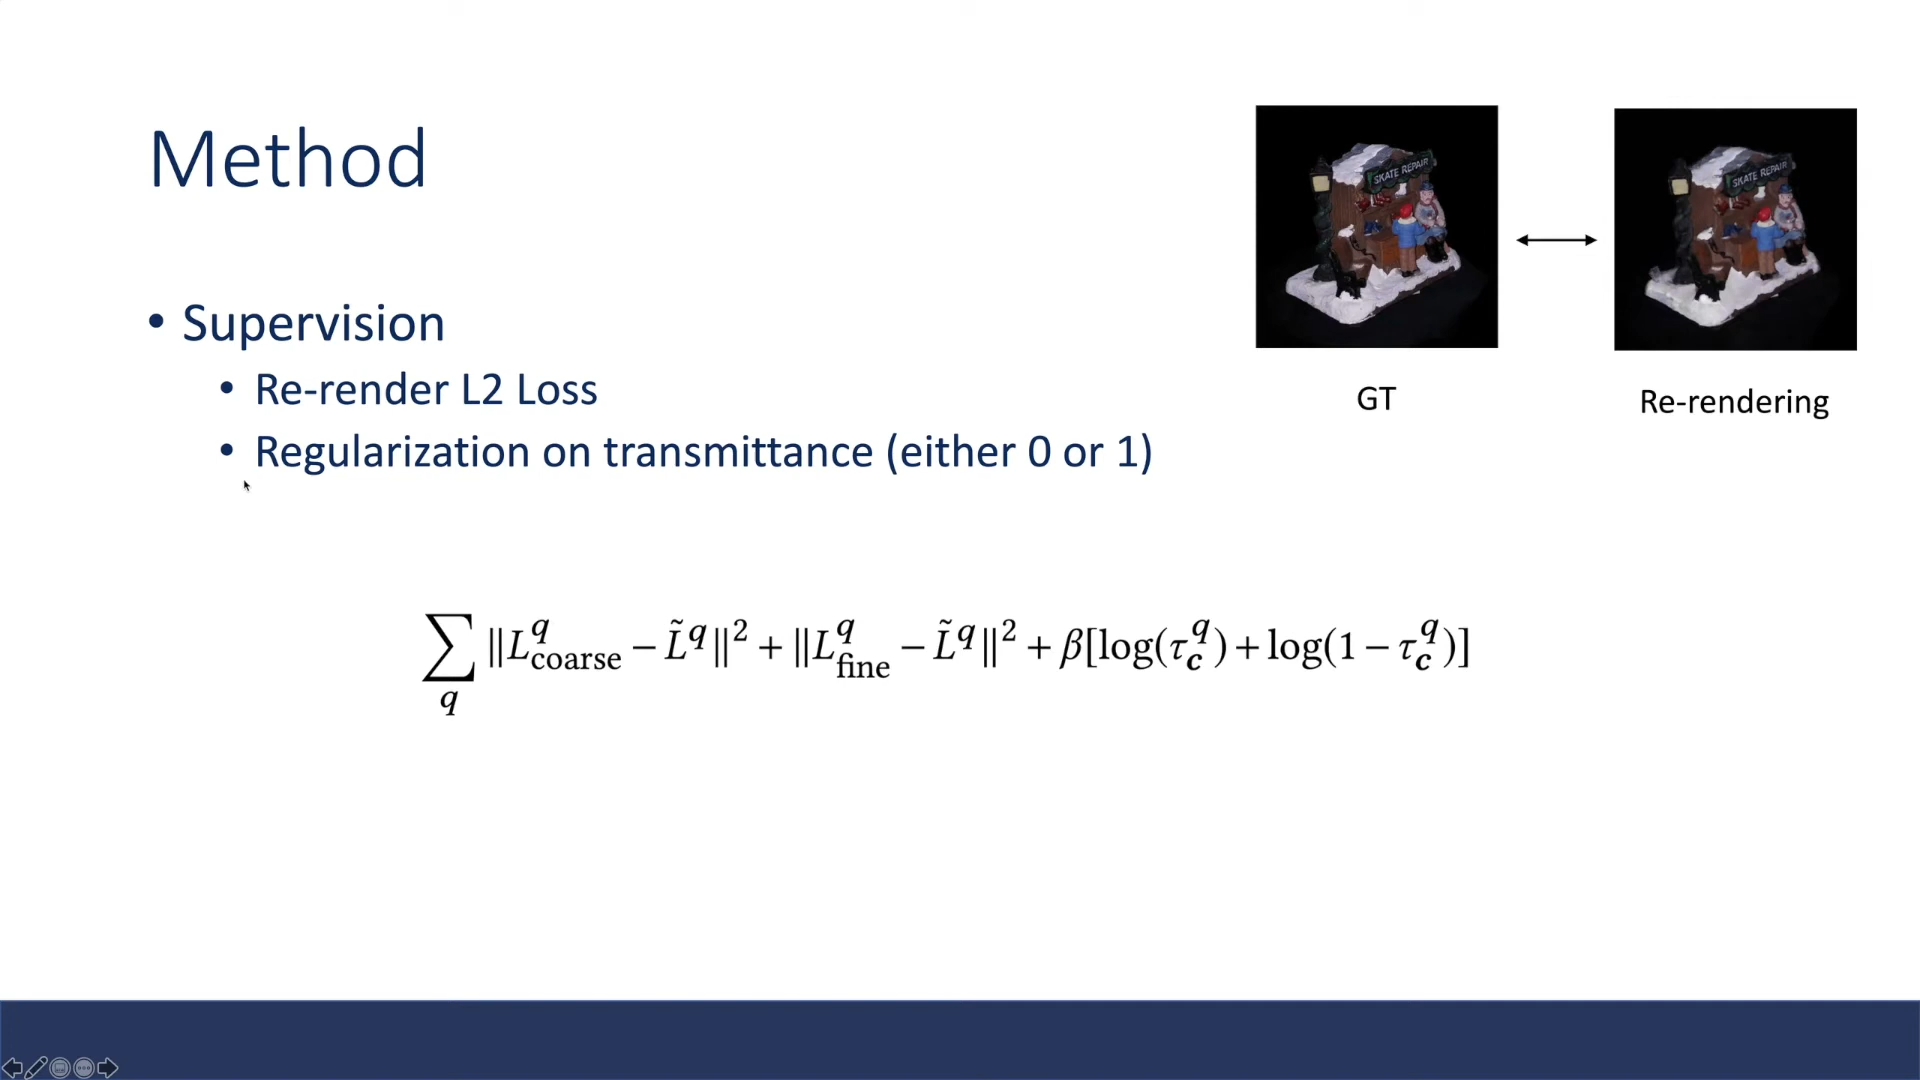 Method
SKATE REPAIR
SKATE REPAIR
GT
Re-rendering
• Supervision
• Re-render L2 Loss
• Regularization on transmittance (either 0 or 1)
∑_q ‖L^q_coarse − L̃^q‖² + ‖L^q_fine − L̃^q‖² + β[log(τ^q_c) + log(1 − τ^q_c)]